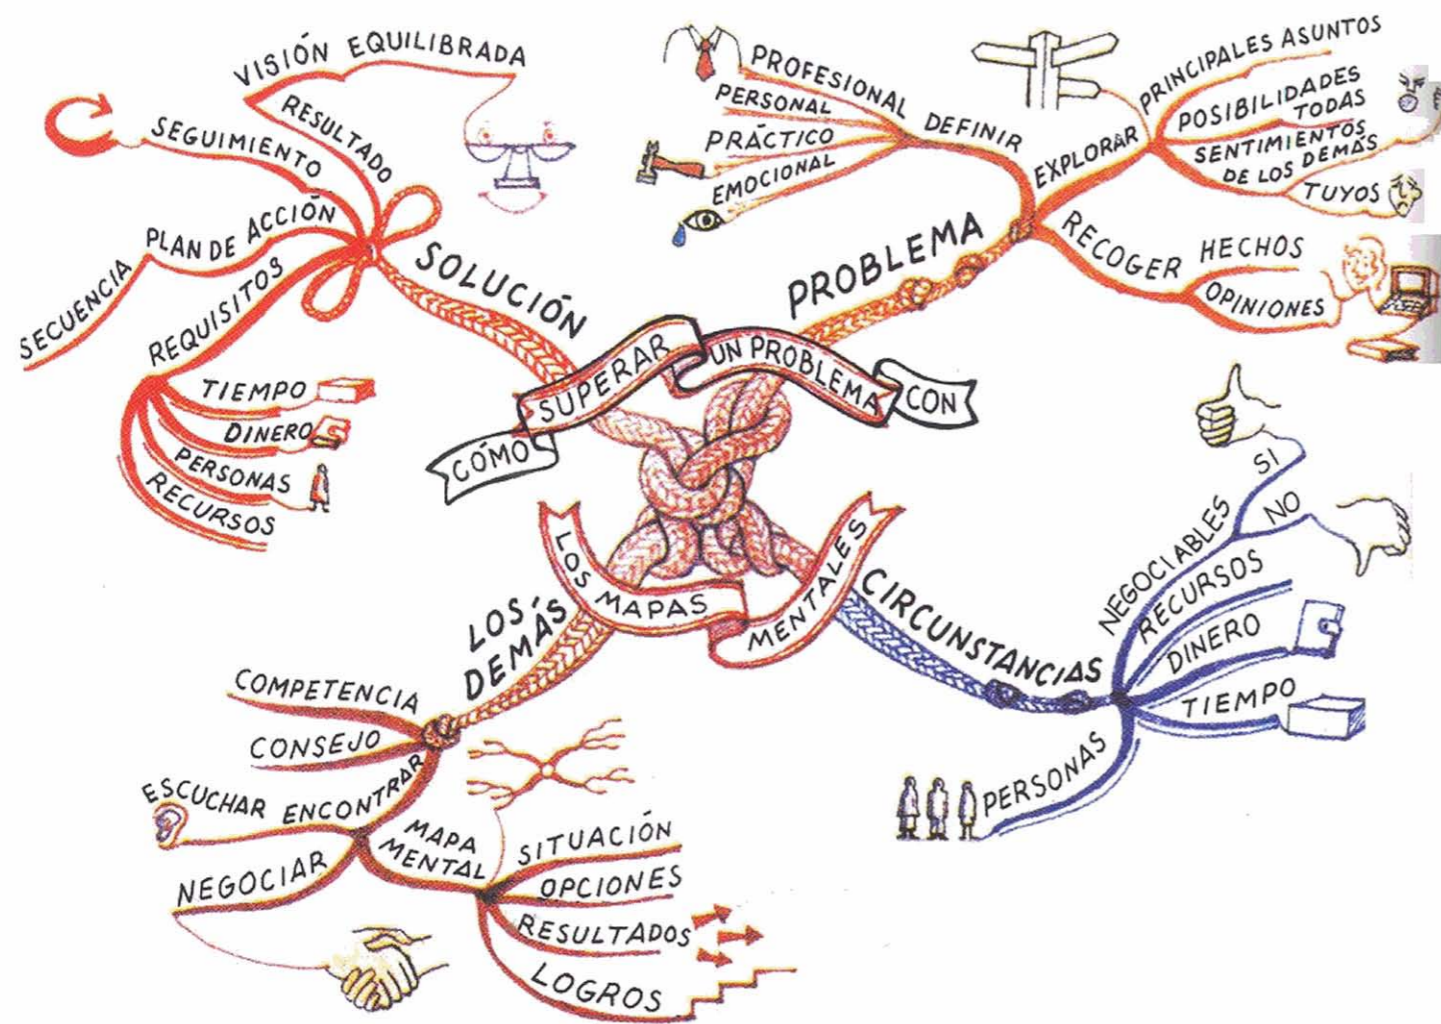 CÓMO
SUPERAR
UN PROBLEMA
CON
LOS
MAPAS
MENTALES
PROBLEMA
DEFINIR
PROFESIONAL
PERSONAL
PRÁCTICO
EMOCIONAL
EXPLORAR
PRINCIPALES ASUNTOS
POSIBILIDADES
TODAS
SENTIMIENTOS
DE LOS DEMÁS
TUYOS
RECOGER
HECHOS
OPINIONES
CIRCUNSTANCIAS
NEGOCIABLES
SI
NO
RECURSOS
DINERO
TIEMPO
PERSONAS
LOS
DEMÁS
COMPETENCIA
CONSEJO
ENCONTRAR
ESCUCHAR
NEGOCIAR
MAPA
MENTAL
SITUACIÓN
OPCIONES
RESULTADOS
LOGROS
SOLUCIÓN
REQUISITOS
TIEMPO
DINERO
PERSONAS
RECURSOS
PLAN DE ACCIÓN
SECUENCIA
SEGUIMIENTO
RESULTADO
VISIÓN EQUILIBRADA